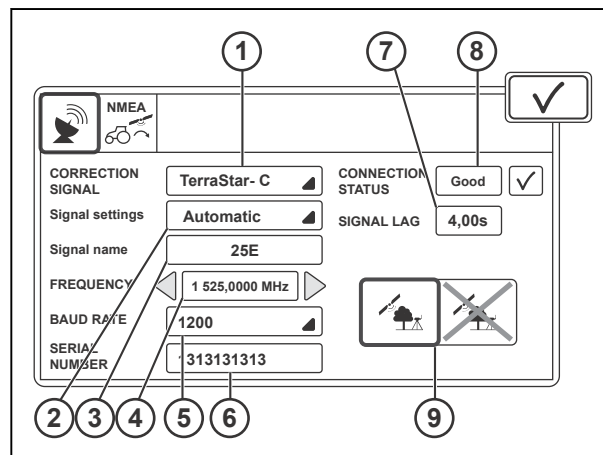 1 7 8
NMEA
CORRECTION SIGNAL TerraStar- C CONNECTION STATUS Good
Signal settings Automatic SIGNAL LAG 4,00s
Signal name 25E
FREQUENCY 1 525,0000 MHz
BAUD RATE 1200
SERIAL NUMBER 1313131313
2 3 4 5 6 9